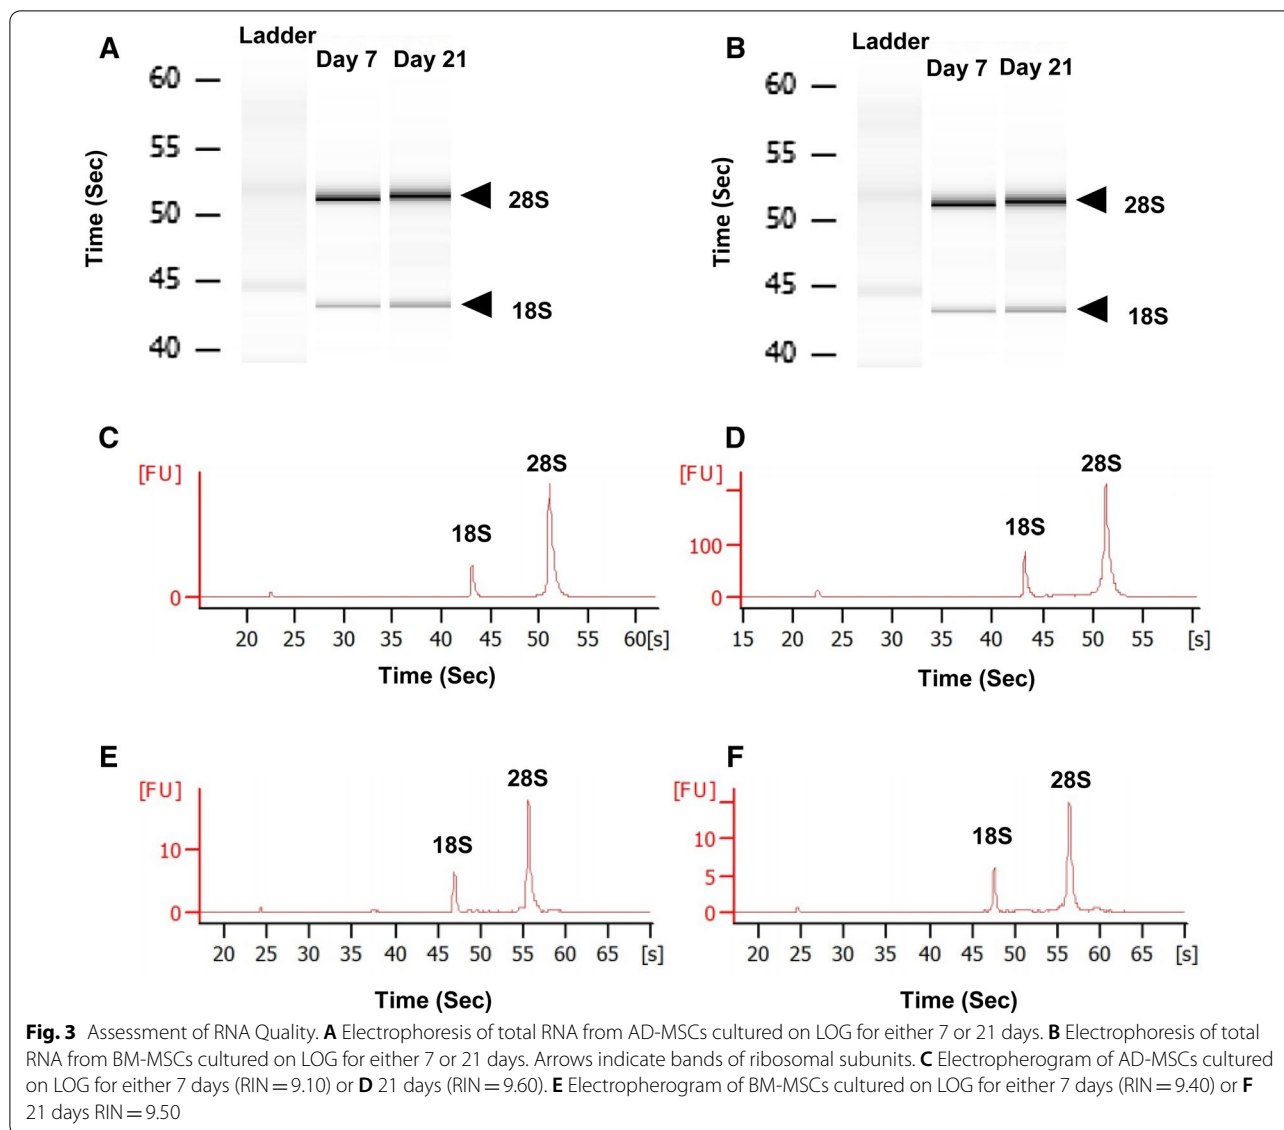 A
Ladder
Day 7 Day 21
60
55
50
45
40
Time (Sec)
28S
18S
B
Ladder
Day 7 Day 21
60
55
50
45
40
Time (Sec)
28S
18S
C
[FU]
28S
18S
0
20 25 30 35 40 45 50 55 60[s]
Time (Sec)
D
[FU]
28S
18S
100
0
15 20 25 30 35 40 45 50 55 [s]
Time (Sec)
E
[FU]
28S
18S
10
0
20 25 30 35 40 45 50 55 60 65 [s]
Time (Sec)
F
[FU]
28S
18S
10
5
0
20 25 30 35 40 45 50 55 60 65 [s]
Time (Sec)
Fig. 3 Assessment of RNA Quality. A Electrophoresis of total RNA from AD-MSCs cultured on LOG for either 7 or 21 days. B Electrophoresis of total
RNA from BM-MSCs cultured on LOG for either 7 or 21 days. Arrows indicate bands of ribosomal subunits. C Electropherogram of AD-MSCs cultured
on LOG for either 7 days (RIN = 9.10) or D 21 days (RIN = 9.60). E Electropherogram of BM-MSCs cultured on LOG for either 7 days (RIN = 9.40) or F
21 days RIN = 9.50